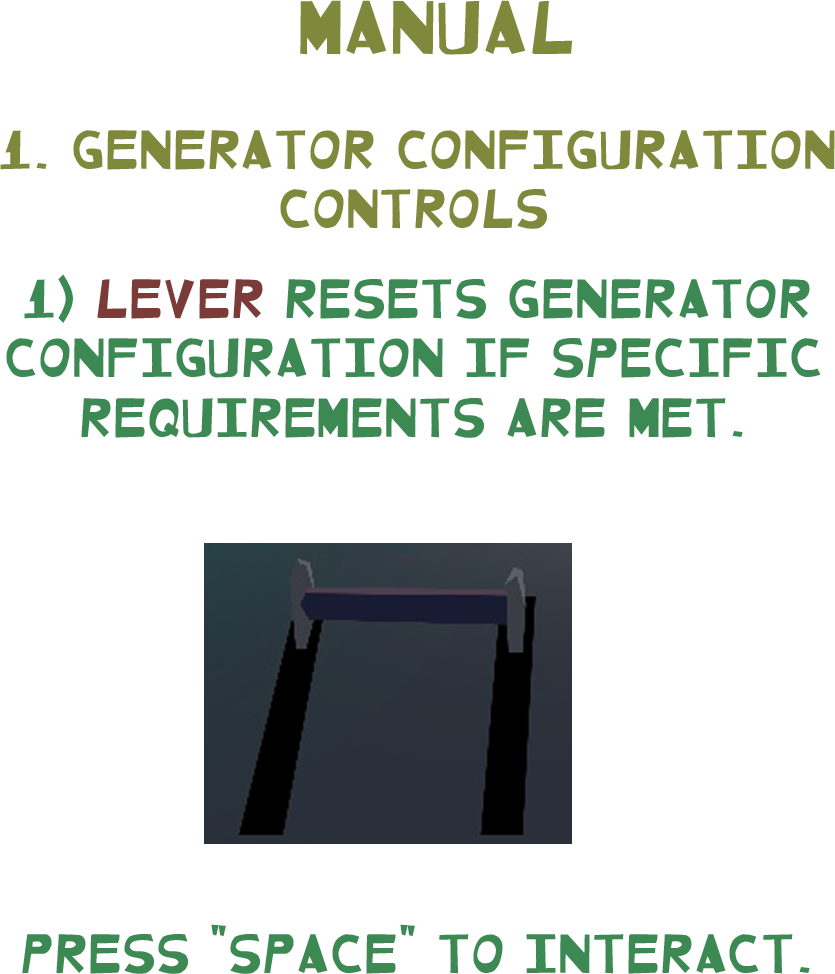 MANUAL
1. GENERATOR CONFIGURATION
CONTROLS
1) LEVER RESETS GENERATOR
CONFIGURATION IF SPECIFIC
REQUIREMENTS ARE MET.
PRESS "SPACE" TO INTERACT.